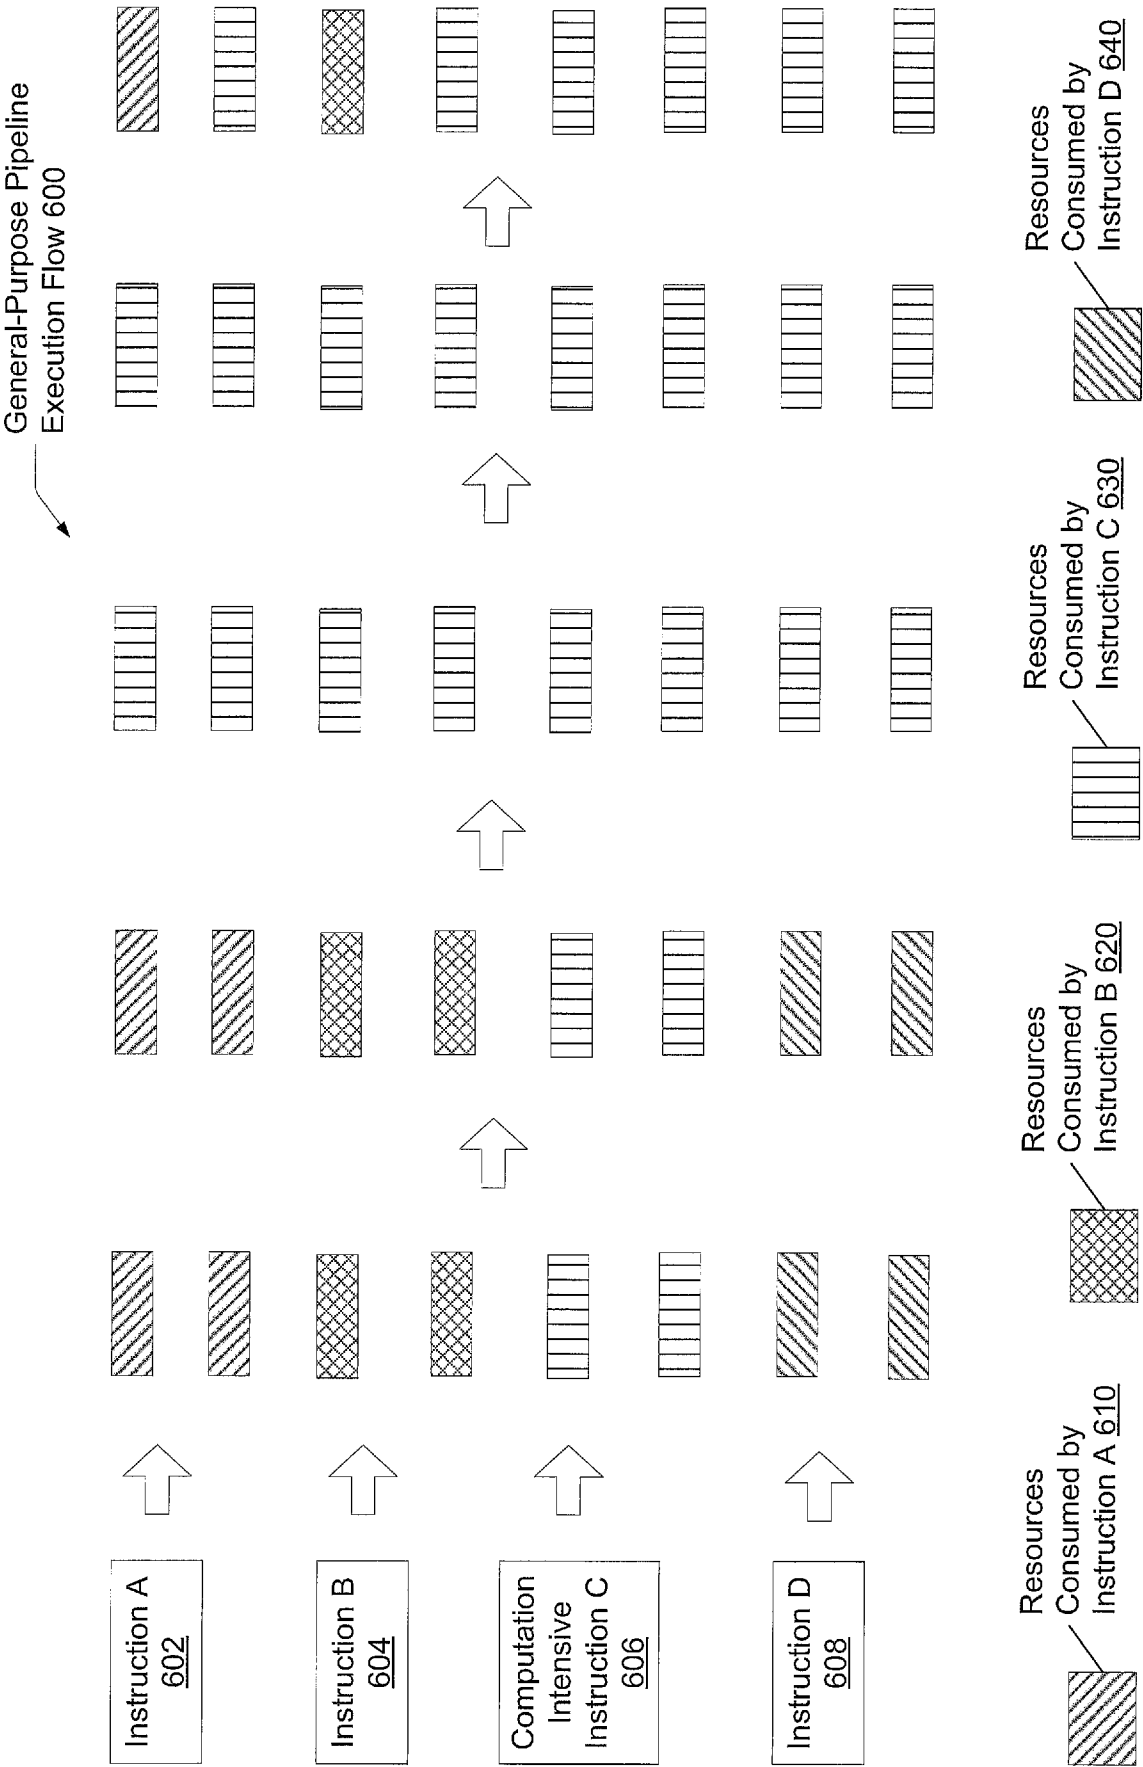 General-Purpose Pipeline
Execution Flow 600
Instruction A
602
Instruction B
604
Computation
Intensive
Instruction C
606
Instruction D
608
Resources
Consumed by
Instruction A 610
Resources
Consumed by
Instruction B 620
Resources
Consumed by
Instruction C 630
Resources
Consumed by
Instruction D 640